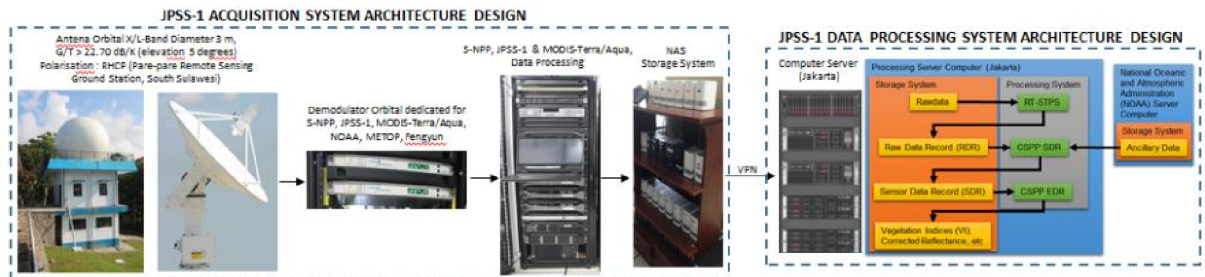 JPSS-1 ACQUISITION SYSTEM ARCHITECTURE DESIGN
Antena Orbital X/L-Band Diameter 3 m,
G/T > 22.70 dB/K (elevation 5 degrees)
Polarisation : RHCP (Pare-pare Remote Sensing
Ground Station, South Sulawesi)
Demodulator Orbital dedicated for
S-NPP, JPSS-1, MODIS-Terra/Aqua,
NOAA, METOP, Fengyun
S-NPP, JPSS-1 & MODIS-Terra/Aqua,
Data Processing
NAS
Storage System
VPN
JPSS-1 DATA PROCESSING SYSTEM ARCHITECTURE DESIGN
Computer Server
(Jakarta)
Processing Server Computer (Jakarta)
Storage System
Processing System
Rawdata
RT-STPS
Raw Data Record (RDR)
CSPP SDR
Sensor Data Record (SDR)
CSPP EDR
Vegetation Indices (VI),
Corrected Reflectance, etc
National Oceanic
and Atmospheric
Administration
(NOAA) Server
Computer
Storage System
Ancillary Data